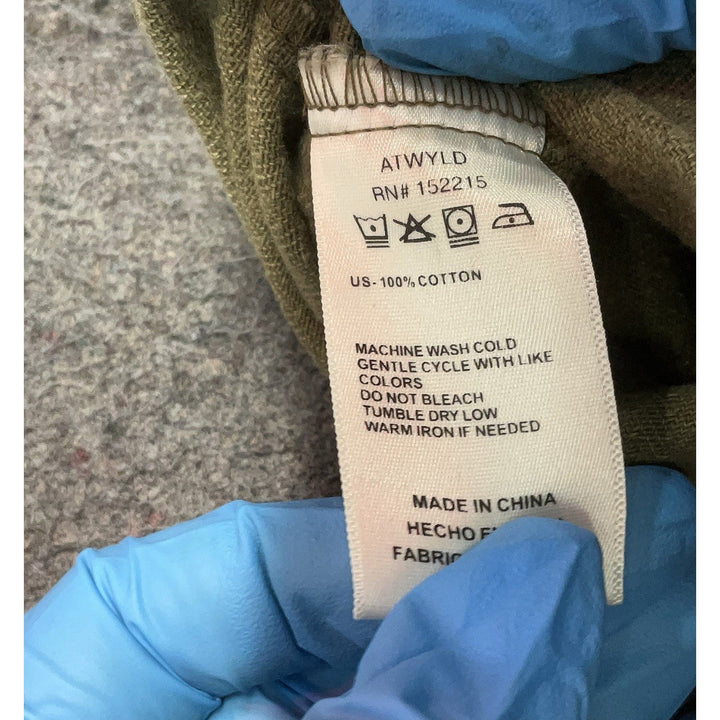 ATWYLD
RN# 152215
US- 100% COTTON
MACHINE WASH COLD
GENTLE CYCLE WITH LIKE
COLORS
DO NOT BLEACH
TUMBLE DRY LOW
WARM IRON IF NEEDED
MADE IN CHINA
HECHO